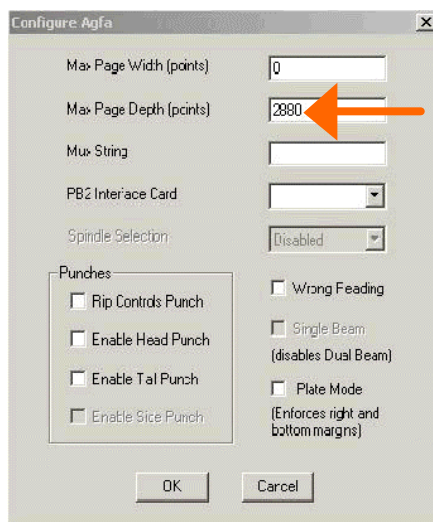 Configure Agfa
Max Page Width (points)
0
Max Page Depth (points)
2880
Mux String
PB2 Interface Card
Spindle Selection
Disabled
Punches
Rip Controls Punch
Enable Head Punch
Enable Tail Punch
Enable Side Punch
Wrong Reading
Single Beam
(disables Dual Beam)
Plate Mode
(Enforces right and
bottom margins)
OK
Cancel